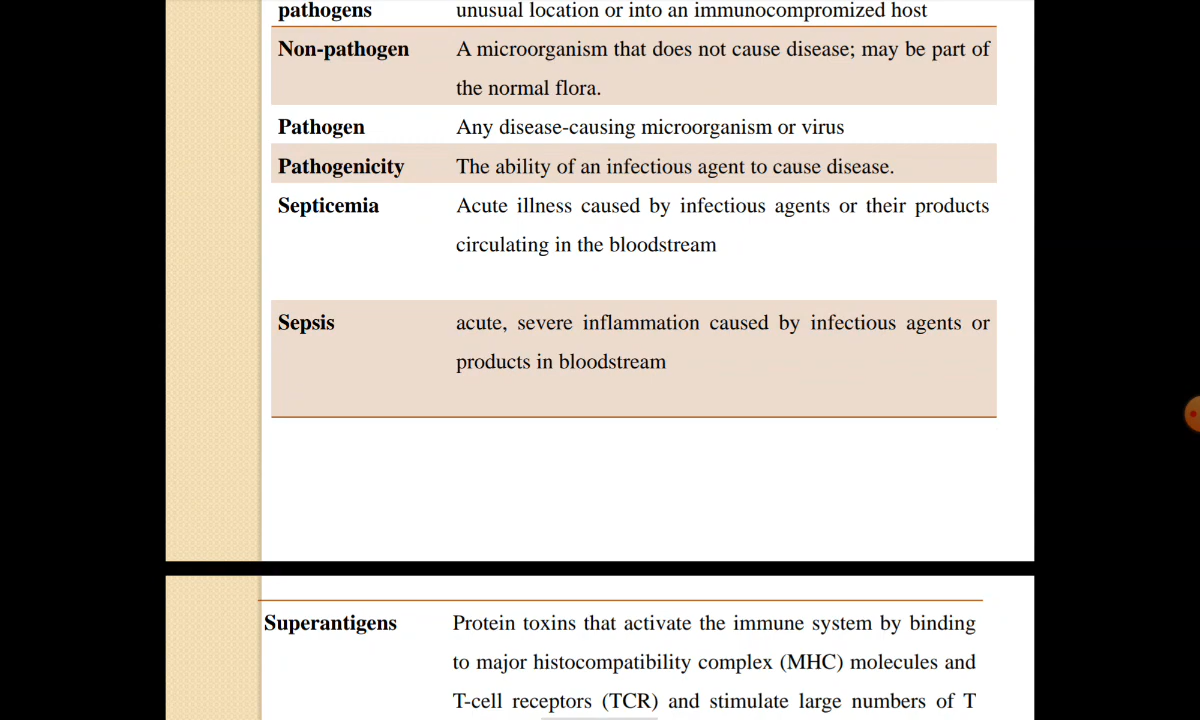 pathogens unusual location or into an immunocompromized host
Non-pathogen A microorganism that does not cause disease; may be part of
the normal flora.
Pathogen Any disease-causing microorganism or virus
Pathogenicity The ability of an infectious agent to cause disease.
Septicemia Acute illness caused by infectious agents or their products
circulating in the bloodstream
Sepsis acute, severe inflammation caused by infectious agents or
products in bloodstream
Superantigens Protein toxins that activate the immune system by binding
to major histocompatibility complex (MHC) molecules and
T-cell receptors (TCR) and stimulate large numbers of T